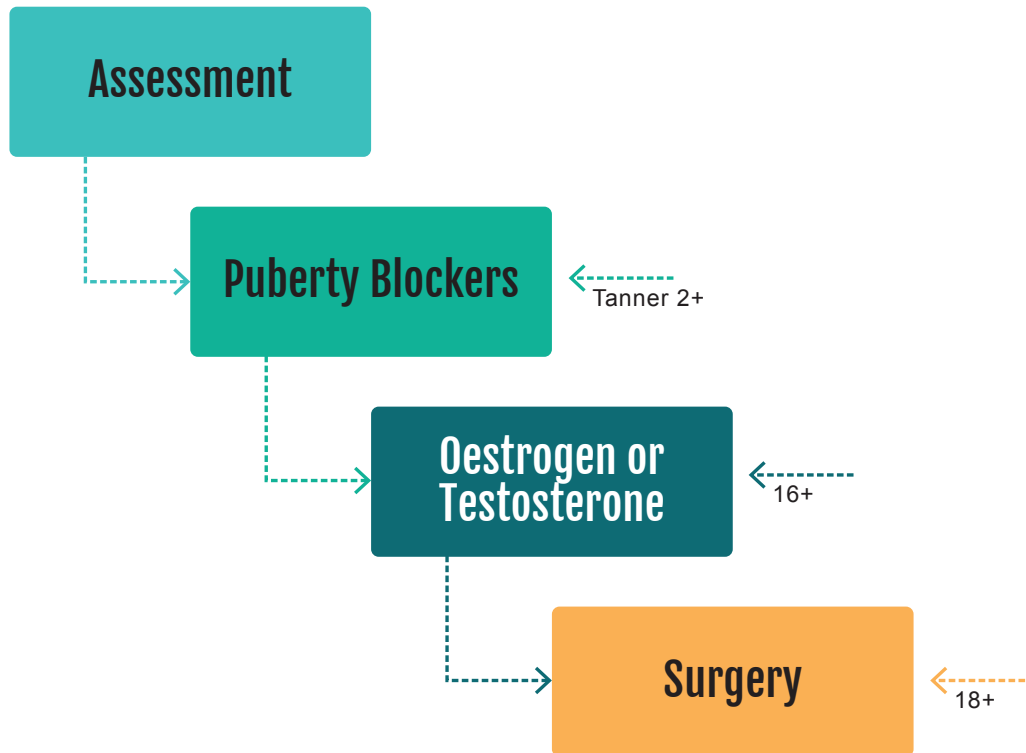 Assessment
Puberty Blockers
Tanner 2+
Oestrogen or
Testosterone
16+
Surgery
18+